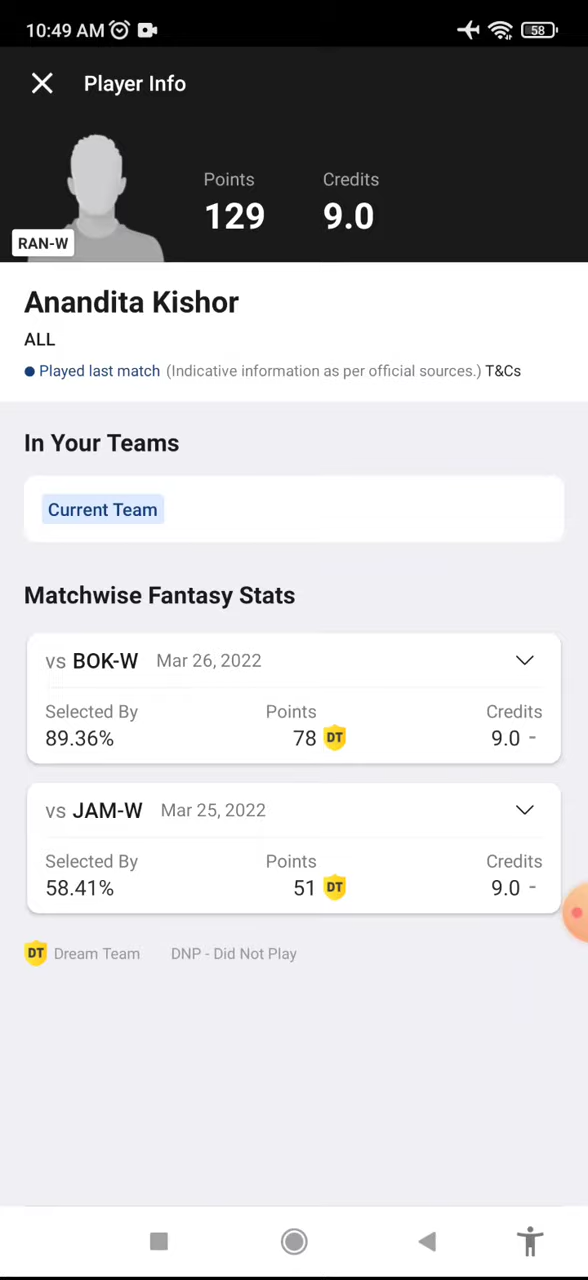 10:49 AM
58
Player Info
Points
Credits
129
9.0
RAN-W
Anandita Kishor
ALL
Played last match (Indicative information as per official sources.) T&Cs
In Your Teams
Current Team
Matchwise Fantasy Stats
vs BOK-W Mar 26, 2022
Selected By Points Credits
89.36% 78 DT 9.0 -
vs JAM-W Mar 25, 2022
Selected By Points Credits
58.41% 51 DT 9.0 -
DT Dream Team DNP - Did Not Play